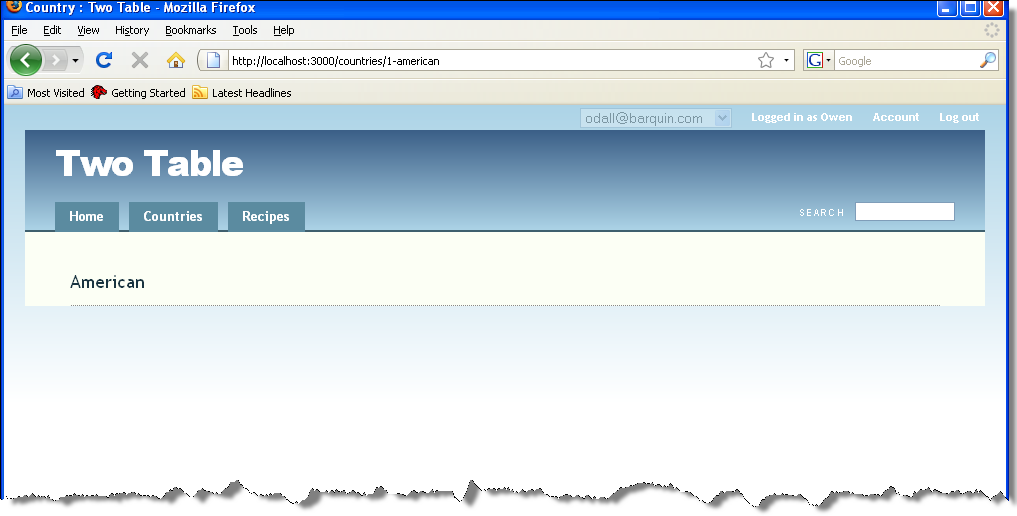 Country : Two Table - Mozilla Firefox
File Edit View History Bookmarks Tools Help
http://localhost:3000/countries/1-american
G Google
Most Visited Getting Started Latest Headlines
odall@barquin.com Logged in as Owen Account Log out
Two Table
Home Countries Recipes SEARCH
American